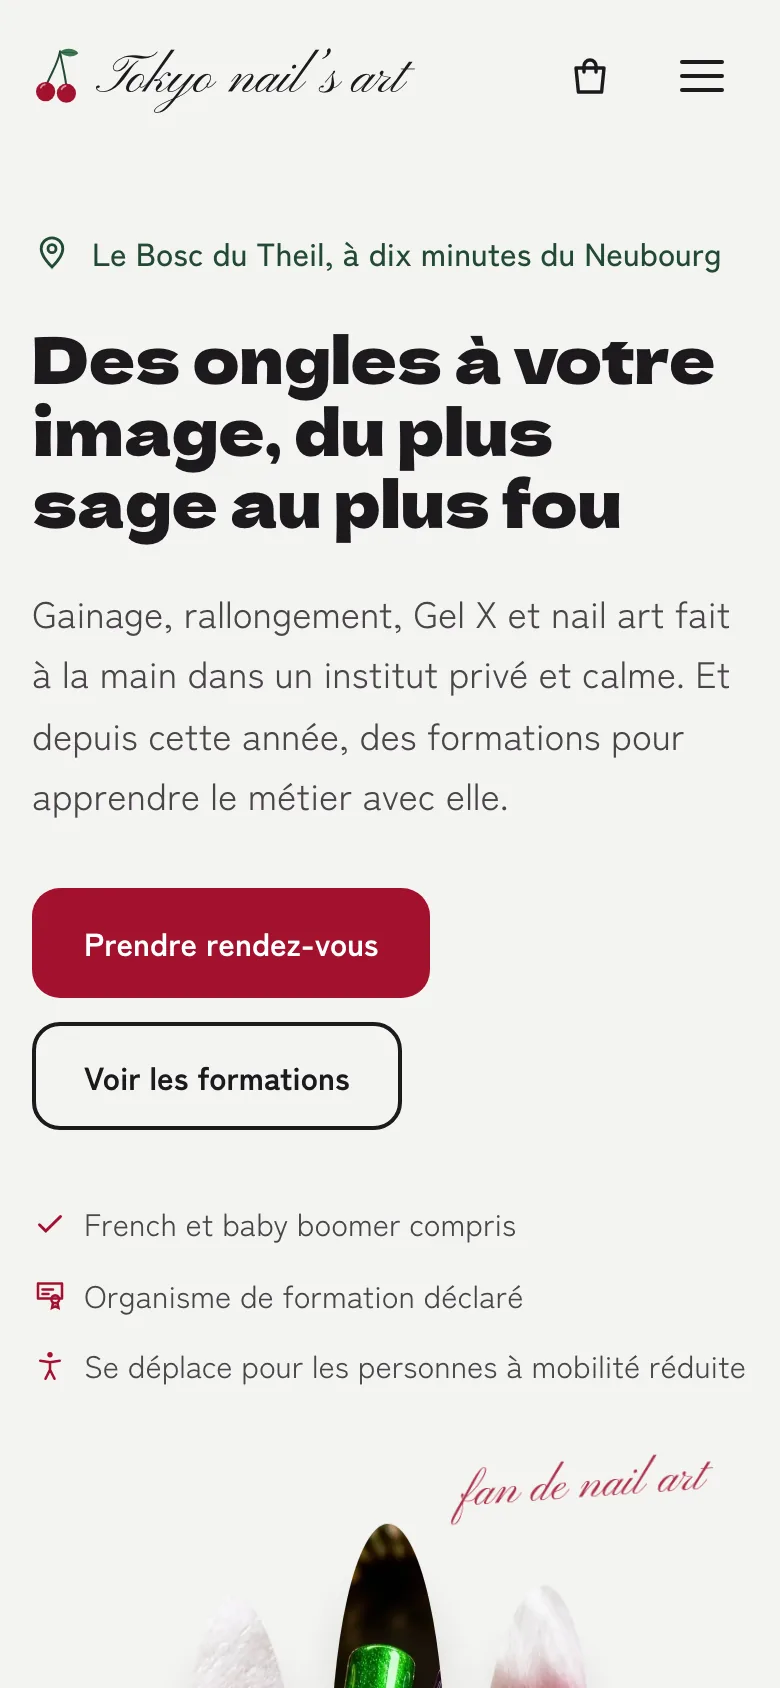 Tokyo nail's art
Le Bosc du Theil, à dix minutes du Neubourg
Des ongles à votre
image, du plus
sage au plus fou
Gainage, rallongement, Gel X et nail art fait
à la main dans un institut privé et calme. Et
depuis cette année, des formations pour
apprendre le métier avec elle.
Prendre rendez-vous
Voir les formations
French et baby boomer compris
Organisme de formation déclaré
Se déplace pour les personnes à mobilité réduite
fan de nail art